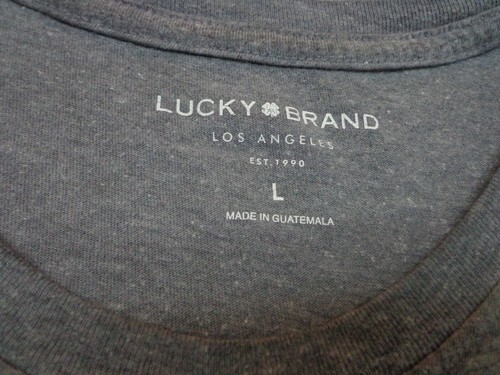 LUCKY BRAND
LOS ANGELES
EST. 1990
L
MADE IN GUATEMALA